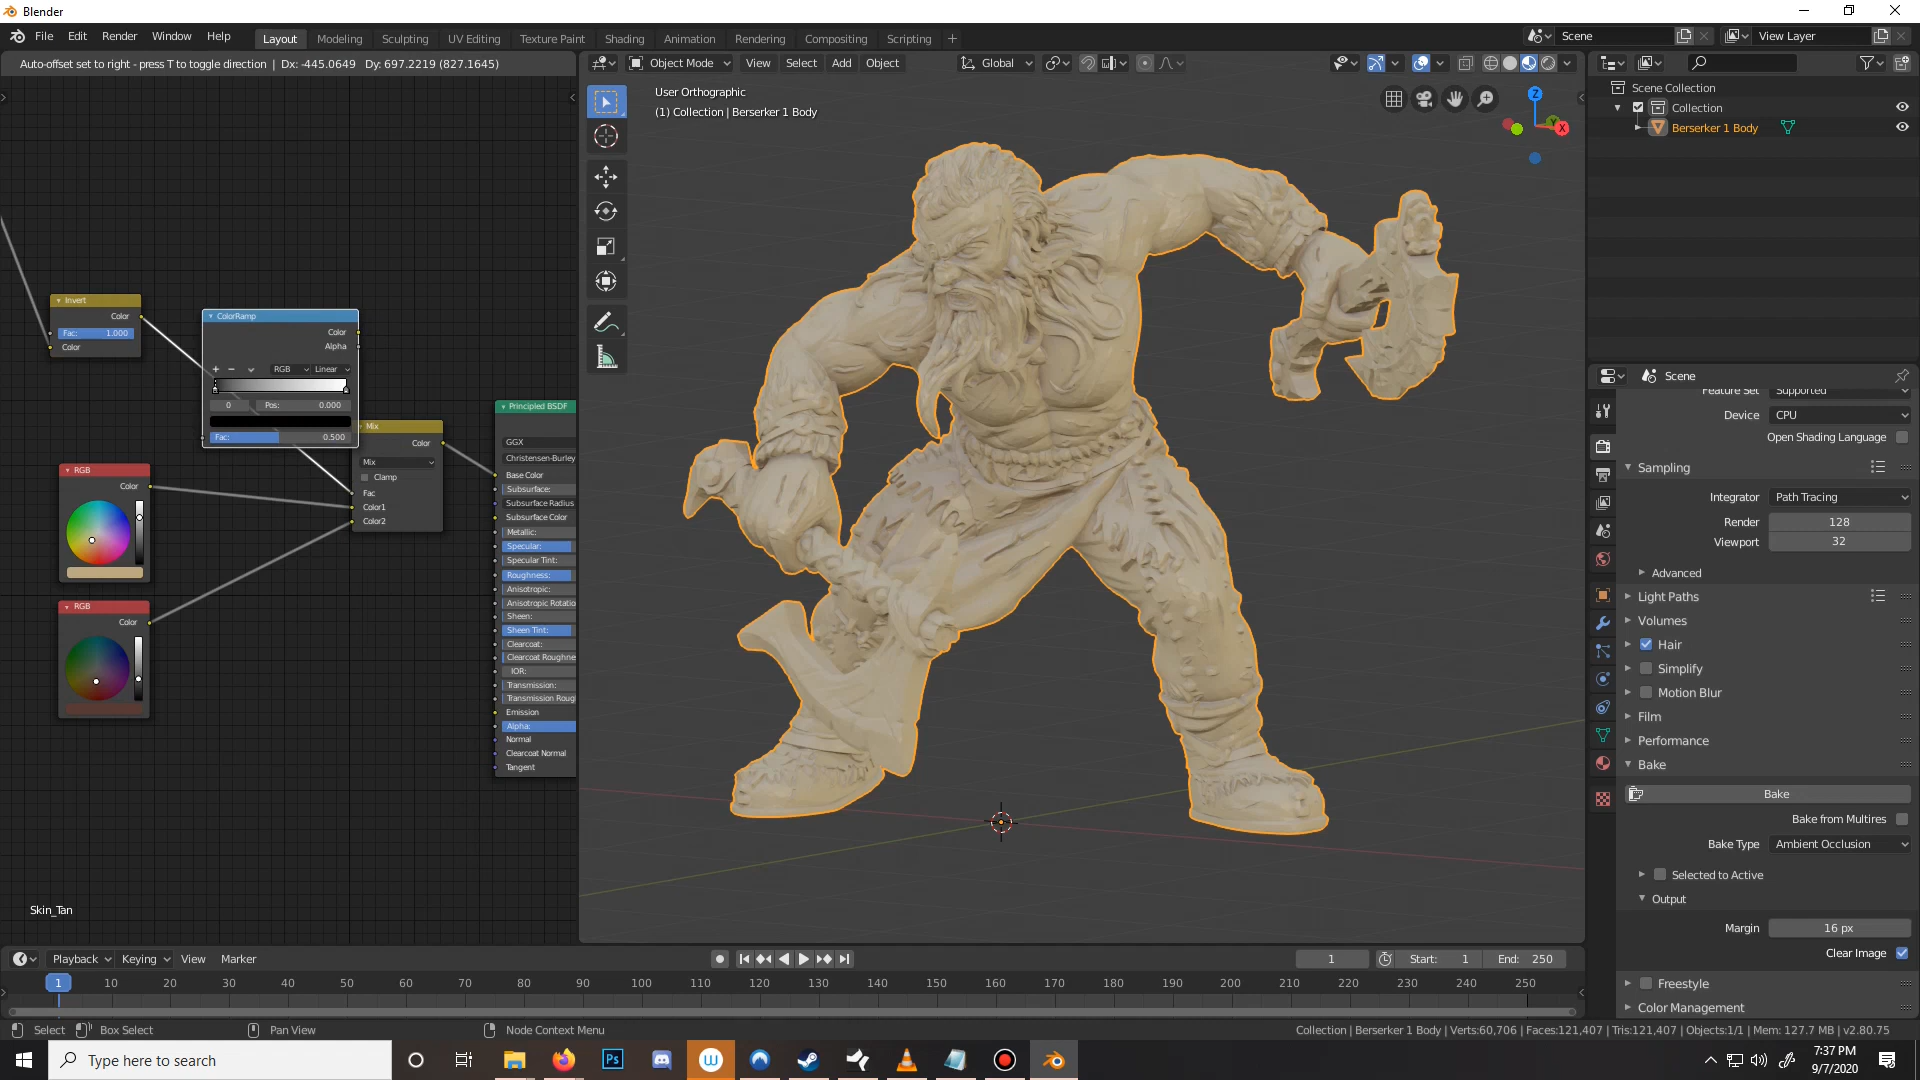 Blender
File Edit Render Window Help
Layout Modeling Sculpting UV Editing Texture Paint Shading Animation Rendering Compositing Scripting +
Scene
View Layer
Auto-offset set to right - press T to toggle direction | Dx: -445.0649 Dy: 697.2219 (827.1645)
Object Mode View Select Add Object
Global
User Orthographic
(1) Collection | Berserker 1 Body
Z
Y
X
Scene Collection
Collection
Berserker 1 Body
Invert
Color
Fac: 1.000
Color
ColorRamp
Color
Alpha
+ − RGB Linear
0 Pos: 0.000
Fac: 0.500
Mix
Color
Mix
Clamp
Fac
Color1
Color2
RGB
Color
RGB
Color
Principled BSDF
GGX
Christensen-Burley
Base Color
Subsurface:
Subsurface Radius
Subsurface Color
Metallic:
Specular:
Specular Tint:
Roughness:
Anisotropic:
Anisotropic Rotatio
Sheen:
Sheen Tint:
Clearcoat:
Clearcoat Roughne
IOR:
Transmission:
Transmission Roug
Emission
Alpha:
Normal
Clearcoat Normal
Tangent
Skin_Tan
Scene
Feature Set Supported
Device CPU
Open Shading Language
Sampling
Integrator Path Tracing
Render 128
Viewport 32
Advanced
Light Paths
Volumes
Hair
Simplify
Motion Blur
Film
Performance
Bake
Bake
Bake from Multires
Bake Type Ambient Occlusion
Selected to Active
Output
Margin 16 px
Clear Image
Freestyle
Color Management
Playback Keying View Marker
1
Start: 1 End: 250
1 10 20 30 40 50 60 70 80 90 100 110 120 130 140 150 160 170 180 190 200 210 220 230 240 250
Select Box Select Pan View Node Context Menu
Collection | Berserker 1 Body | Verts:60,706 | Faces:121,407 | Tris:121,407 | Objects:1/1 | Mem: 127.7 MB | v2.80.75
Type here to search
Ps
W
7:37 PM
9/7/2020